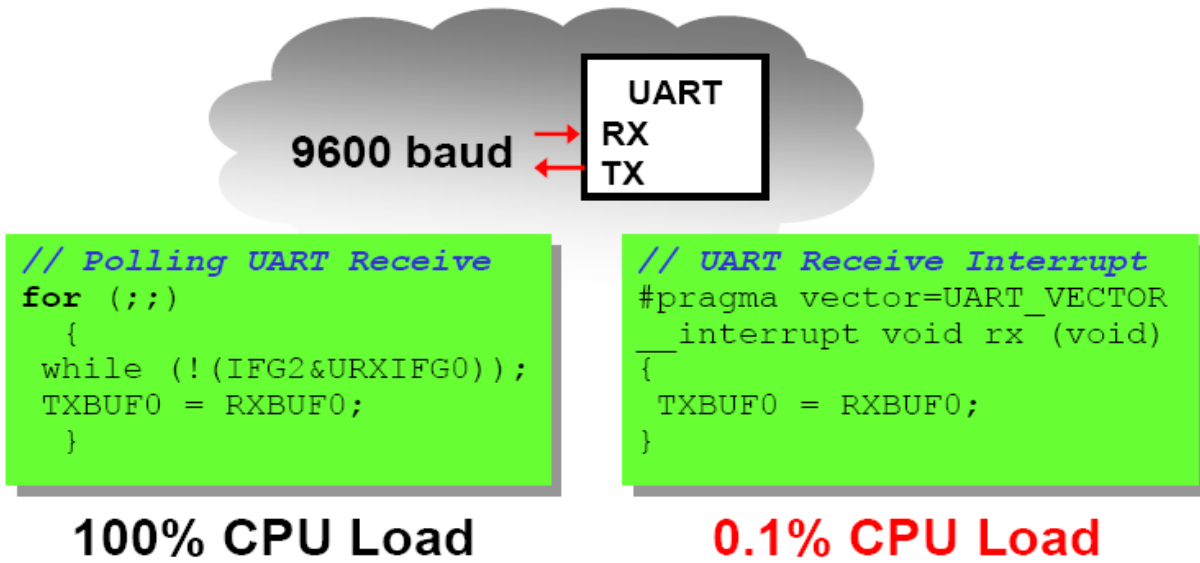 UART
9600 baud
RX
TX
// Polling UART Receive
for (;;)
{
while (!(IFG2&URXIFG0));
TXBUF0 = RXBUF0;
}
100% CPU Load
// UART Receive Interrupt
#pragma vector=UART_VECTOR
__interrupt void rx (void)
{
TXBUF0 = RXBUF0;
}
0.1% CPU Load